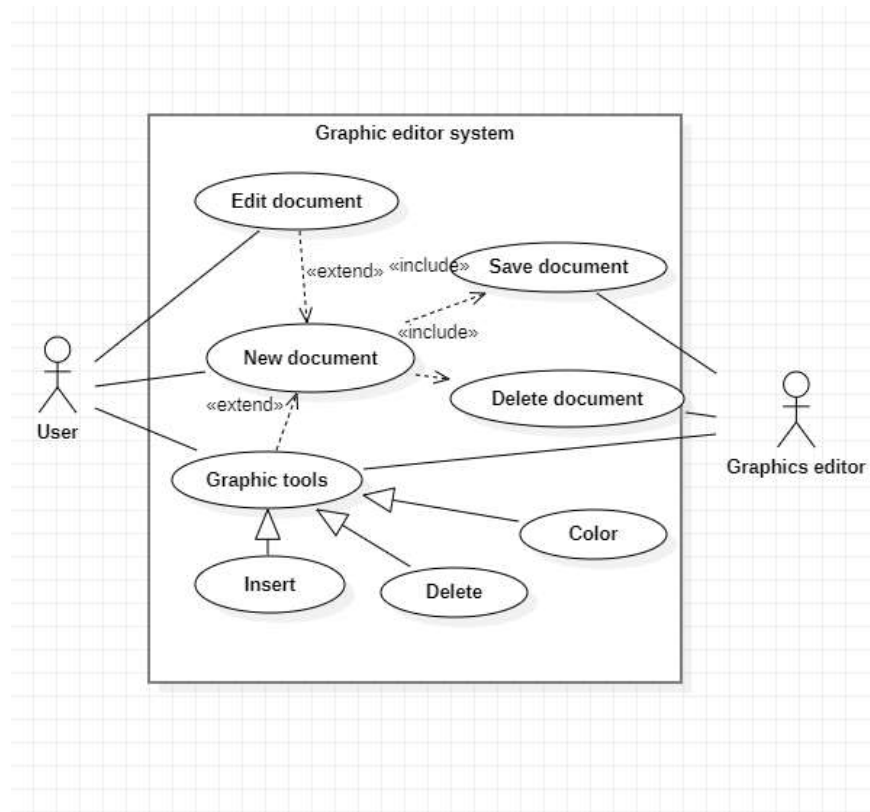 Graphic editor system
Edit document
«extend»
«include»
Save document
«include»
New document
Delete document
«extend»
User
Graphics editor
Graphic tools
Color
Insert
Delete